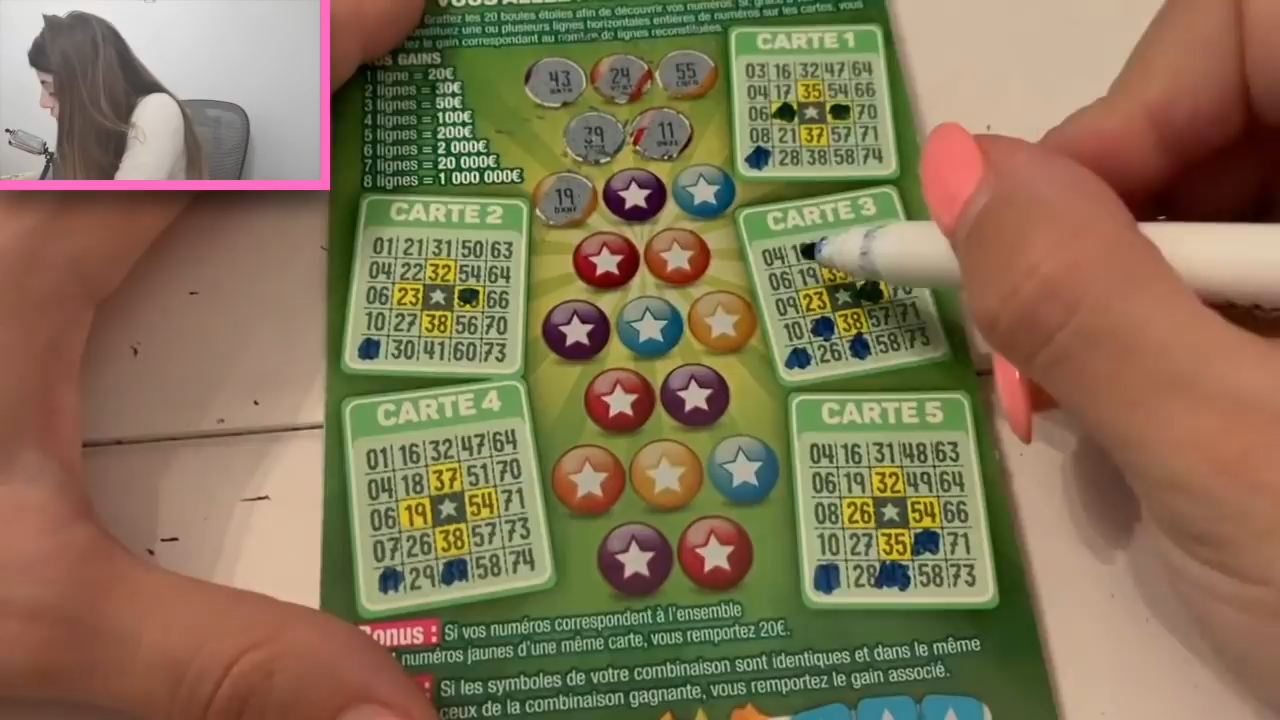 Grattez les 20 boules étoiles afin de découvrir vos numéros. Si, grâce à
une ou plusieurs lignes horizontales entières de numéros sur les cartes, vous
le gain correspondant au nombre de lignes reconstituées.
GAINS
1 ligne = 20€
2 lignes = 30€
3 lignes = 50€
4 lignes = 100€
5 lignes = 200€
6 lignes = 2 000€
7 lignes = 20 000€
8 lignes = 1 000 000€
43 24 55
39 11
19
CARTE 1
03 16 32 47 64
04 17 35 54 66
06 70
08 21 37 57 71
28 38 58 74
CARTE 2
01 21 31 50 63
04 22 32 54 64
06 23 66
10 27 38 56 70
30 41 60 73
CARTE 3
04
06 19
09 23
10 38 57 71
26 58 73
CARTE 4
01 16 32 47 64
04 18 37 51 70
06 19 54 71
07 26 38 57 73
29 58 74
CARTE 5
04 16 31 48 63
06 19 32 49 64
08 26 54 66
10 27 35 71
28 58 73
Bonus : Si vos numéros correspondent à l'ensemble
numéros jaunes d'une même carte, vous remportez 20€.
Si les symboles de votre combinaison sont identiques et dans le même
ceux de la combinaison gagnante, vous remportez le gain associé.